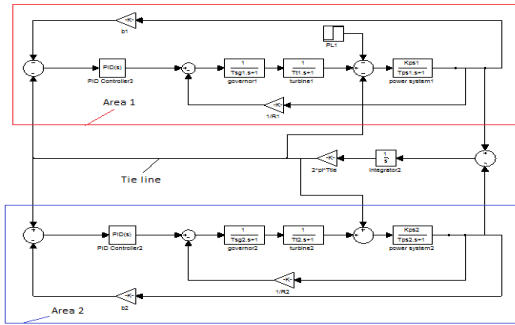 -K-
b1
PID(s)
PID Controller3
1
Tsg1.s+1
governor1
1
Tt1.s+1
turbine1
PL1
Kps1
Tps1.s+1
power system1
-K-
1/R1
Area 1
Tie line
-K-
2*pi*Ttie
1
s
Integrator2
PID(s)
PID Controller2
1
Tsg2.s+1
governor2
1
Tt2.s+1
turbine2
Kps2
Tps2.s+1
power system2
-K-
1/R2
-K-
b2
Area 2